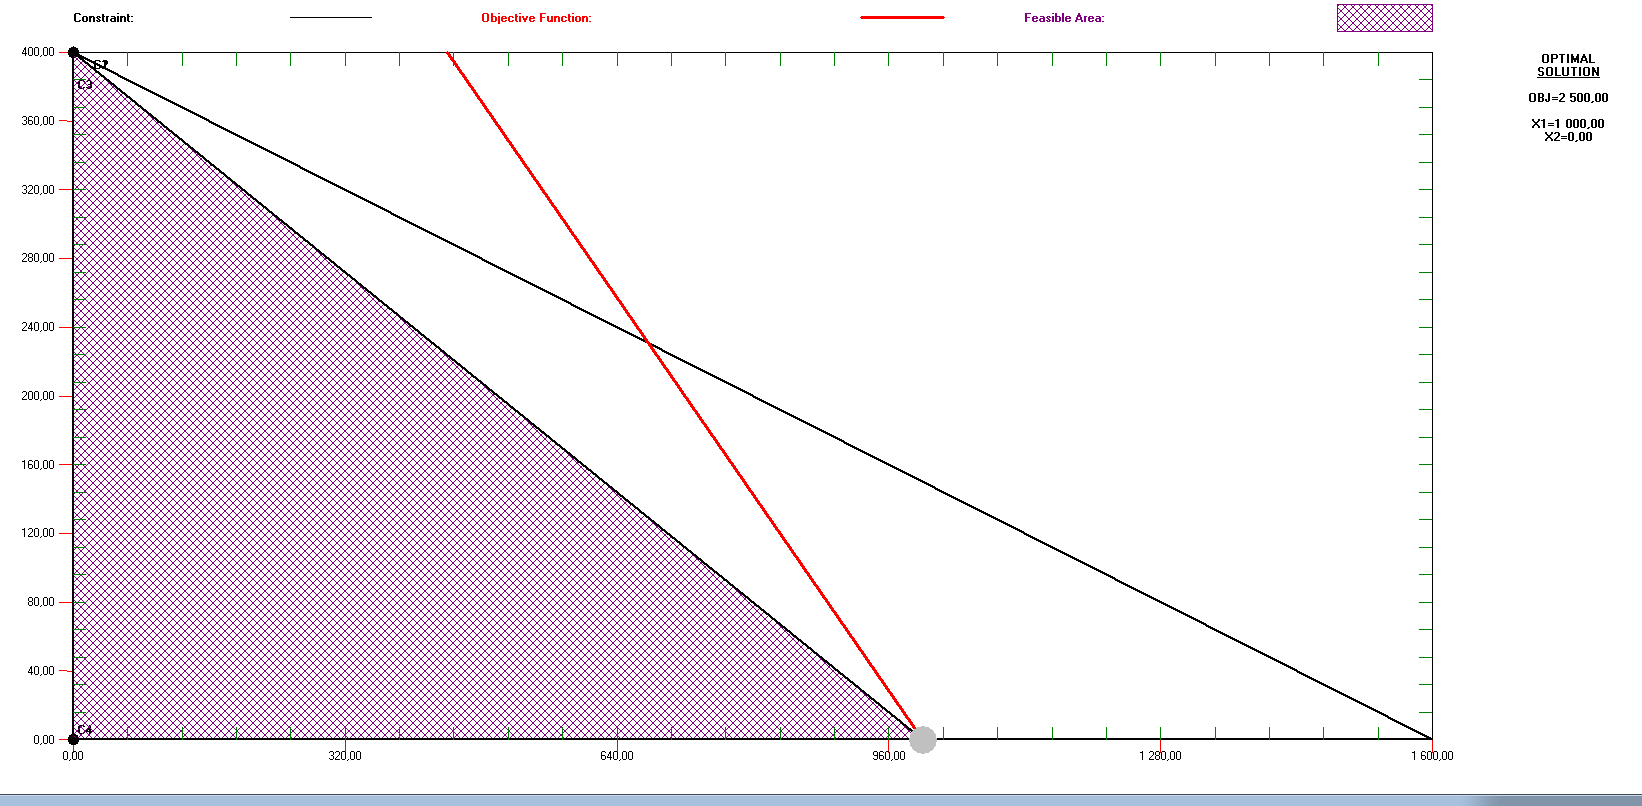 Constraint: Objective Function: Feasible Area:
OPTIMAL
SOLUTION
OBJ=2 500,00
X1=1 000,00
X2=0,00
400,00
C3
360,00
320,00
280,00
240,00
200,00
160,00
120,00
80,00
40,00
C4
0,00
0,00 320,00 640,00 960,00 1 280,00 1 600,00